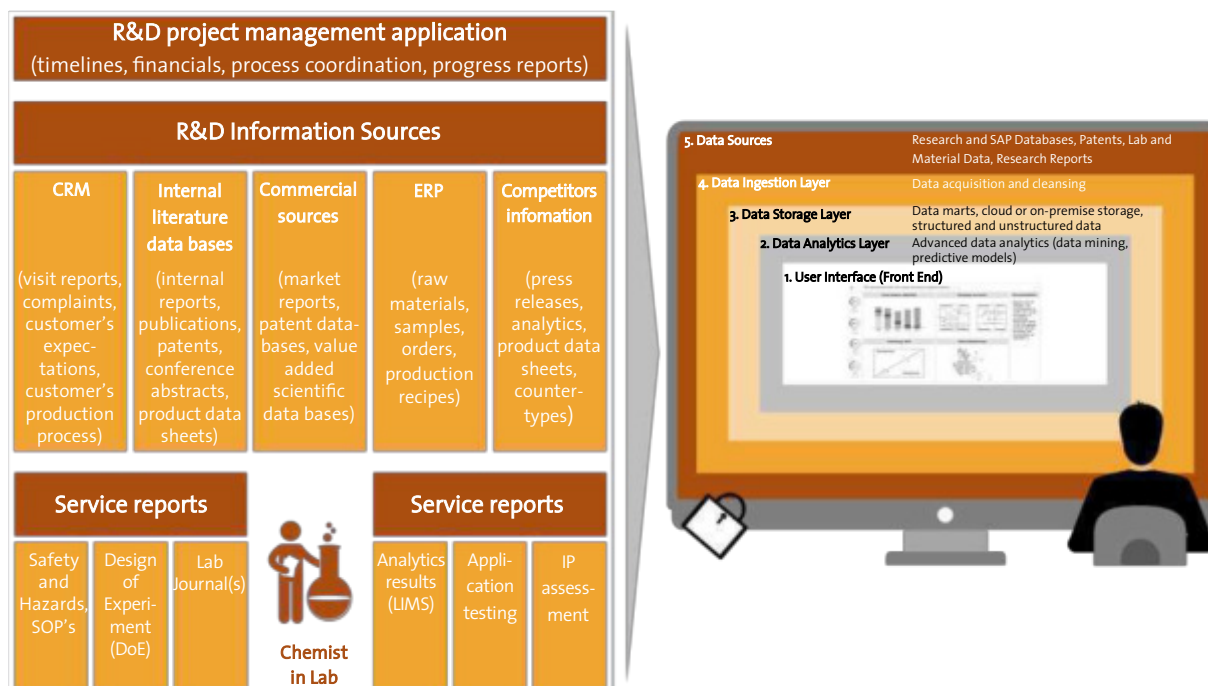 R&D project management application
(timelines, financials, process coordination, progress reports)
R&D Information Sources
CRM
(visit reports,
complaints,
customer's
expec-
tations,
customer's
production
process)
Internal
literature
data bases
(internal
reports,
publications,
patents,
conference
abstracts,
product data
sheets)
Commercial
sources
(market
reports,
patent data-
bases, value
added
scientific
data bases)
ERP
(raw
materials,
samples,
orders,
production
recipes)
Competitors
infomation
(press
releases,
analytics,
product data
sheets,
counter-
types)
Service reports
Safety
and
Hazards,
SOP's
Design
of
Experi-
ment
(DoE)
Lab
Journal(s)
Chemist
in Lab
Service reports
Analytics
results
(LIMS)
Appli-
cation
testing
IP
assess-
ment
5. Data Sources
Research and SAP Databases, Patents, Lab and
Material Data, Research Reports
4. Data Ingestion Layer
Data acquisition and cleansing
3. Data Storage Layer
Data marts, cloud or on-premise storage,
structured and unstructured data
2. Data Analytics Layer
Advanced data analytics (data mining,
predictive models)
1. User Interface (Front End)